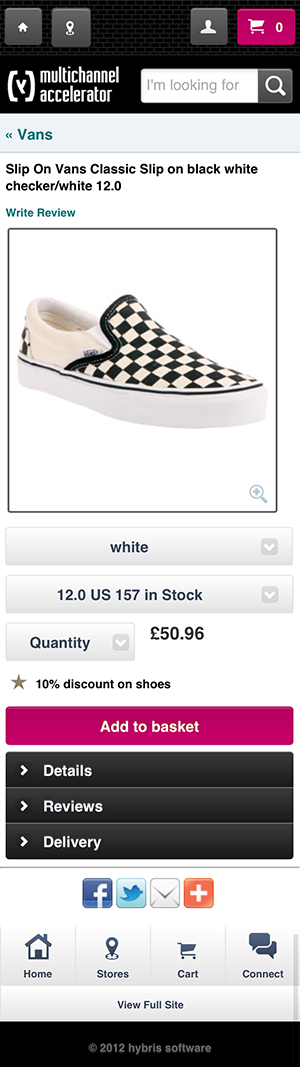 0
multichannel
accelerator
I'm looking for
« Vans
Slip On Vans Classic Slip on black white
checker/white 12.0
Write Review
white
12.0 US 157 in Stock
Quantity
£50.96
10% discount on shoes
Add to basket
Details
Reviews
Delivery
Home
Stores
Cart
Connect
View Full Site
© 2012 hybris software